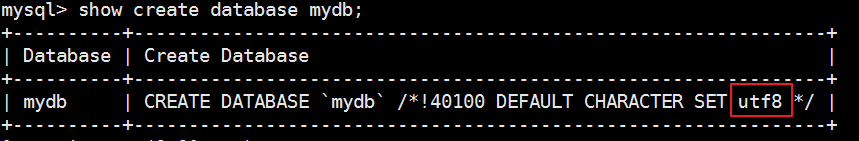 mysql> show create database mydb;
+----------+--------------------------------------------------------------+
| Database | Create Database                                              |
+----------+--------------------------------------------------------------+
| mydb     | CREATE DATABASE `mydb` /*!40100 DEFAULT CHARACTER SET utf8 */ |
+----------+--------------------------------------------------------------+